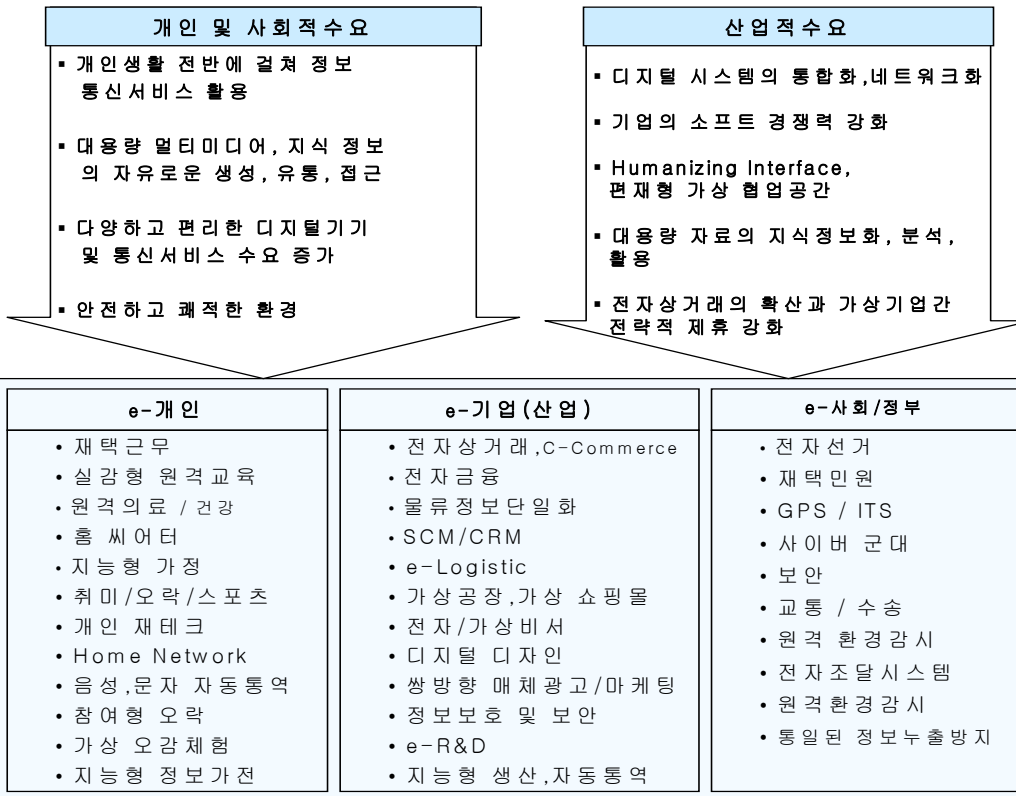 개인 및 사회적수요
▪ 개인생활 전반에 걸쳐 정보
통신서비스 활용
▪ 대용량 멀티미디어, 지식 정보
의 자유로운 생성, 유통, 접근
▪ 다양하고 편리한 디지털기기
및 통신서비스 수요 증가
▪ 안전하고 쾌적한 환경
산업적수요
▪ 디지털 시스템의 통합화,네트워크화
▪ 기업의 소프트 경쟁력 강화
▪ Humanizing Interface,
편재형 가상 협업공간
▪ 대용량 자료의 지식정보화, 분석,
활용
▪ 전자상거래의 확산과 가상기업간
전략적 제휴 강화
e-개인
• 재택근무
• 실감형 원격교육
• 원격의료 / 건강
• 홈 씨어터
• 지능형 가정
• 취미/오락/스포츠
• 개인 재테크
• Home Network
• 음성,문자 자동통역
• 참여형 오락
• 가상 오감체험
• 지능형 정보가전
e-기업(산업)
• 전자상거래,C-Commerce
• 전자금융
• 물류정보단일화
• SCM/CRM
• e-Logistic
• 가상공장,가상 쇼핑몰
• 전자/가상비서
• 디지털 디자인
• 쌍방향 매체광고/마케팅
• 정보보호 및 보안
• e-R&D
• 지능형 생산,자동통역
e-사회/정부
• 전자선거
• 재택민원
• GPS / ITS
• 사이버 군대
• 보안
• 교통 / 수송
• 원격 환경감시
• 전자조달시스템
• 원격환경감시
• 통일된 정보누출방지